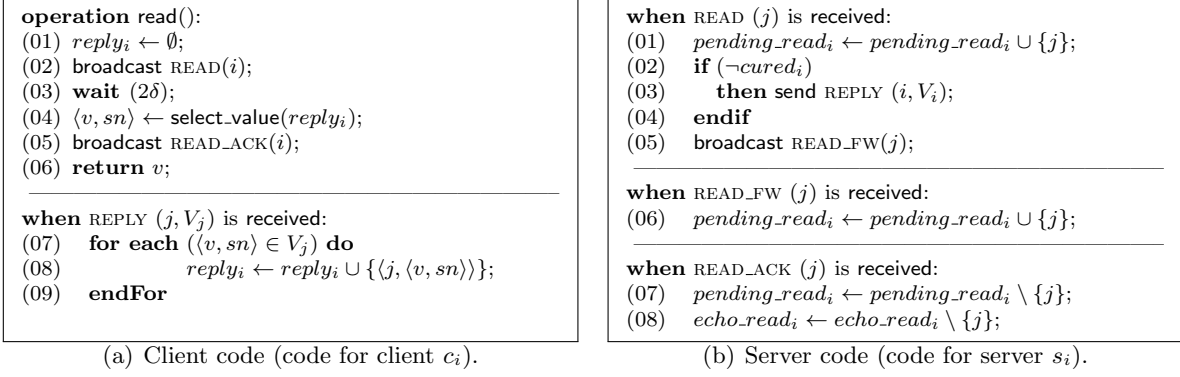 operation read():
(01) reply_i ← ∅;
(02) broadcast READ(i);
(03) wait (2δ);
(04) ⟨v, sn⟩ ← select_value(reply_i);
(05) broadcast READ_ACK(i);
(06) return v;
when REPLY (j, V_j) is received:
(07) for each (⟨v, sn⟩ ∈ V_j) do
(08) reply_i ← reply_i ∪ {⟨j, ⟨v, sn⟩⟩};
(09) endFor
(a) Client code (code for client c_i).
when READ (j) is received:
(01) pending_read_i ← pending_read_i ∪ {j};
(02) if (¬cured_i)
(03) then send REPLY (i, V_i);
(04) endif
(05) broadcast READ_FW(j);
when READ_FW (j) is received:
(06) pending_read_i ← pending_read_i ∪ {j};
when READ_ACK (j) is received:
(07) pending_read_i ← pending_read_i \ {j};
(08) echo_read_i ← echo_read_i \ {j};
(b) Server code (code for server s_i).